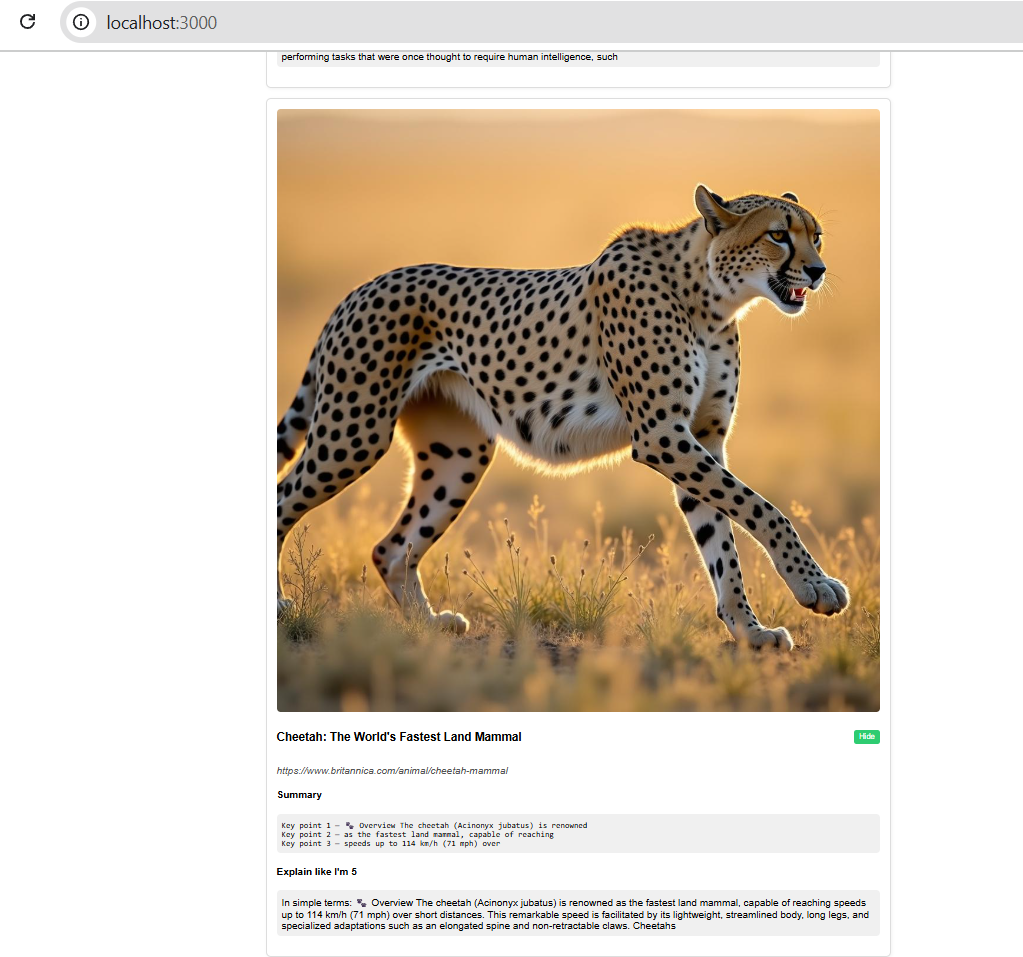 localhost:3000
performing tasks that were once thought to require human intelligence, such
Cheetah: The World's Fastest Land Mammal
Hide
https://www.britannica.com/animal/cheetah-mammal
Summary
Key point 1 – 🐾 Overview The cheetah (Acinonyx jubatus) is renowned
Key point 2 – as the fastest land mammal, capable of reaching
Key point 3 – speeds up to 114 km/h (71 mph) over
Explain like I'm 5
In simple terms: 🐾 Overview The cheetah (Acinonyx jubatus) is renowned as the fastest land mammal, capable of reaching speeds
up to 114 km/h (71 mph) over short distances. This remarkable speed is facilitated by its lightweight, streamlined body, long legs, and
specialized adaptations such as an elongated spine and non-retractable claws. Cheetahs